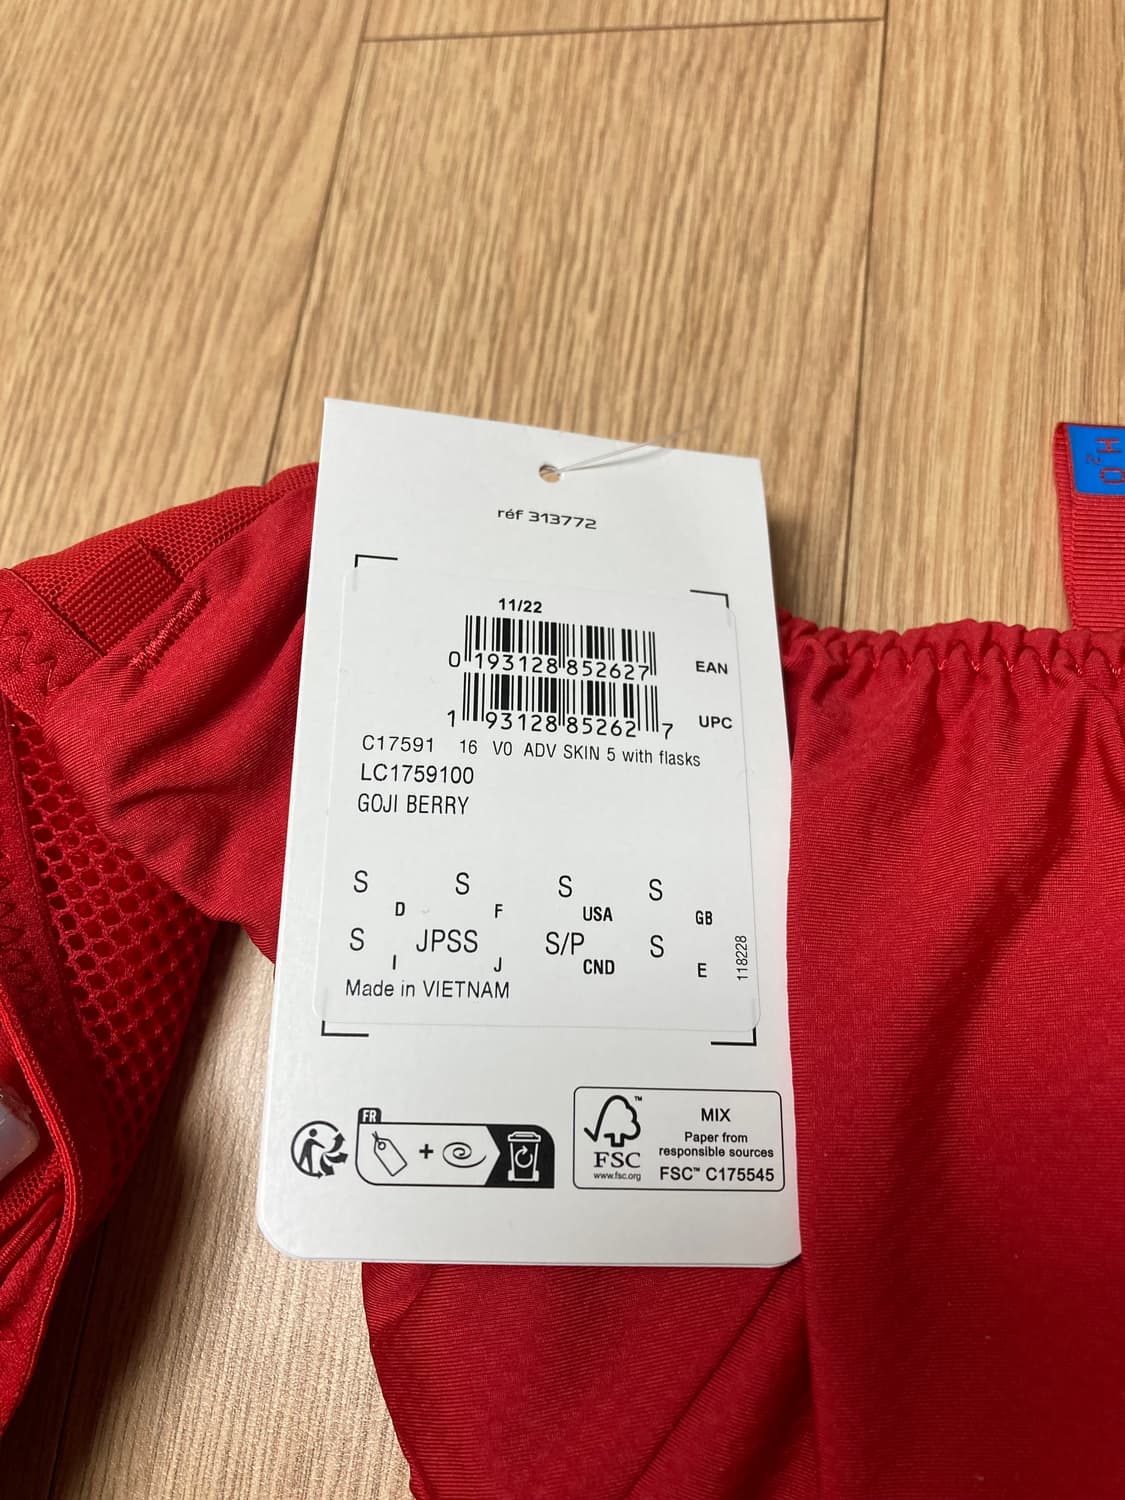 réf 313772
11/22
0 193128 852627
EAN
1 93128 85262 7
UPC
C17591 16 V0 ADV SKIN 5 with flasks
LC1759100
GOJI BERRY
S D S F S USA S GB
S I JPSS J S/P CND S E
118228
Made in VIETNAM
FR
+
FSC™
www.fsc.org
MIX
Paper from
responsible sources
FSC™ C175545
H2O